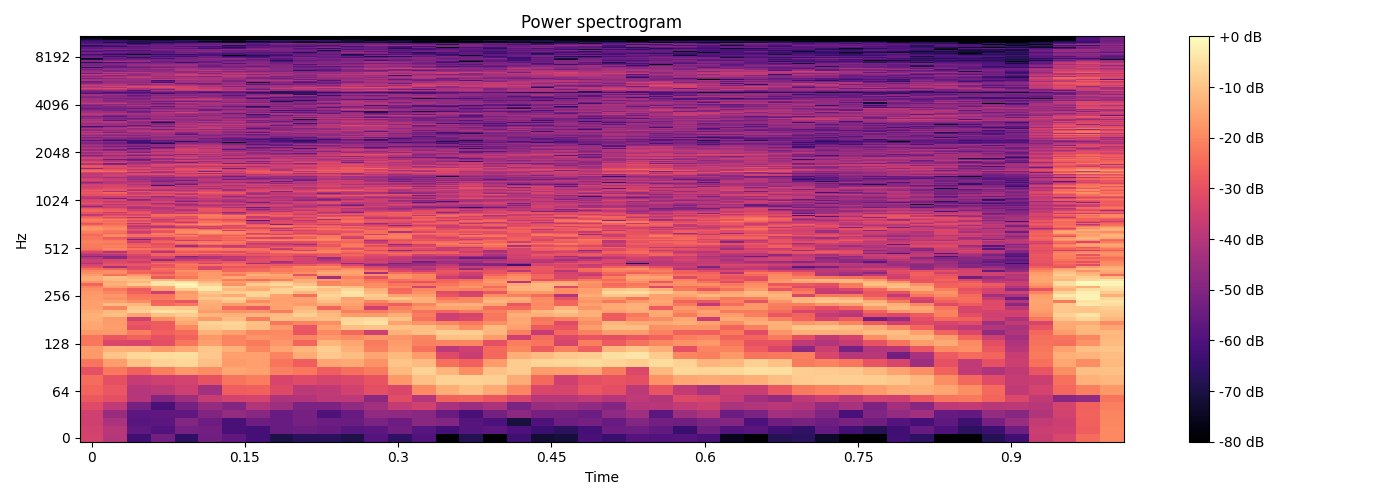 Power spectrogram
Hz
8192
4096
2048
1024
512
256
128
64
0
0 0.15 0.3 0.45 0.6 0.75 0.9
Time
+0 dB
-10 dB
-20 dB
-30 dB
-40 dB
-50 dB
-60 dB
-70 dB
-80 dB